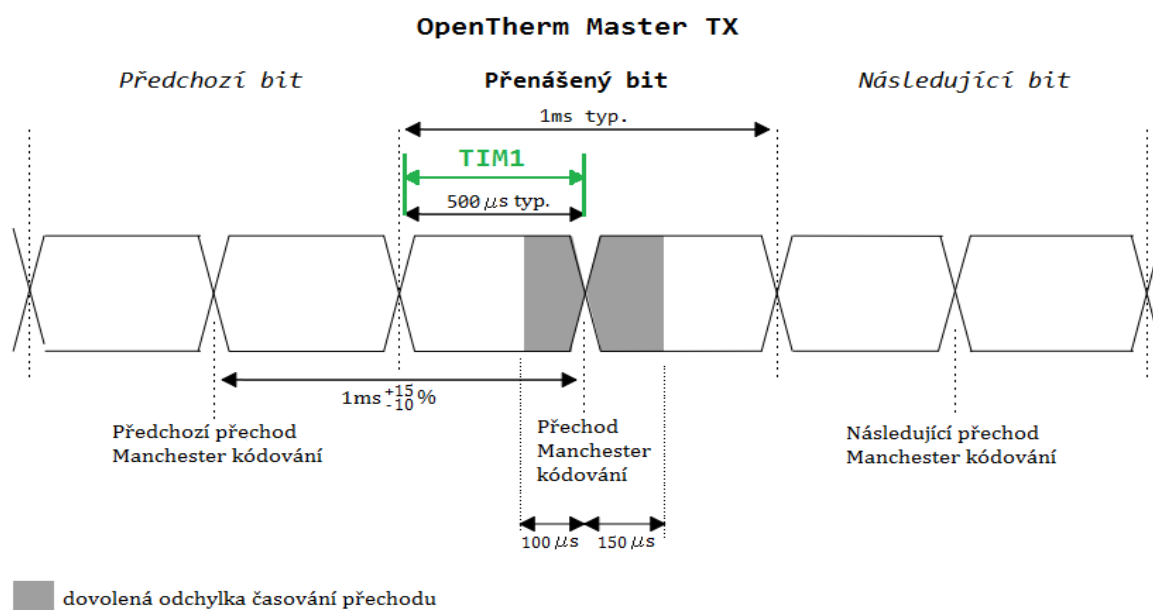 OpenTherm Master TX
Předchozí bit
Přenášený bit
Následující bit
1ms typ.
TIM1
500 μs typ.
1ms +15 -10 %
Předchozí přechod
Manchester kódování
Přechod
Manchester
kódování
Následující přechod
Manchester kódování
100 μs
150 μs
dovolená odchylka časování přechodu